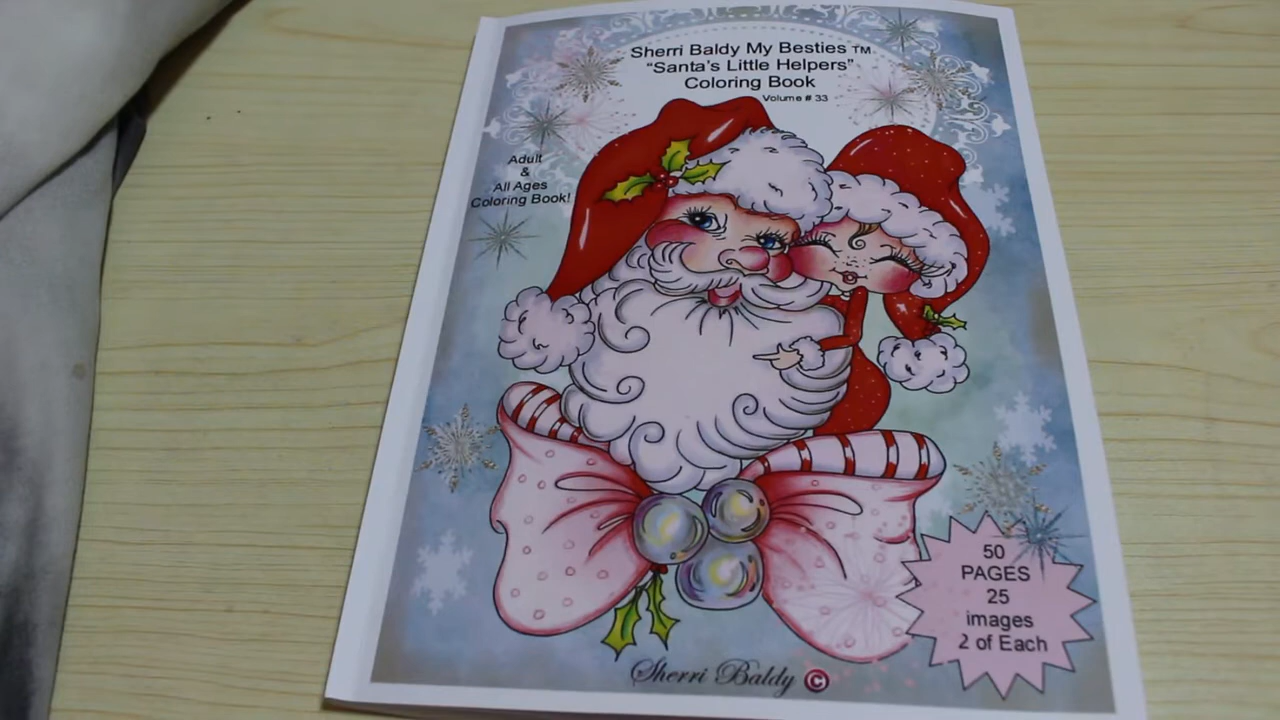 Sherri Baldy My Besties TM
"Santa's Little Helpers"
Coloring Book
Volume # 33
Adult
&
All Ages
Coloring Book!
50
PAGES
25
images
2 of Each
Sherri Baldy ©